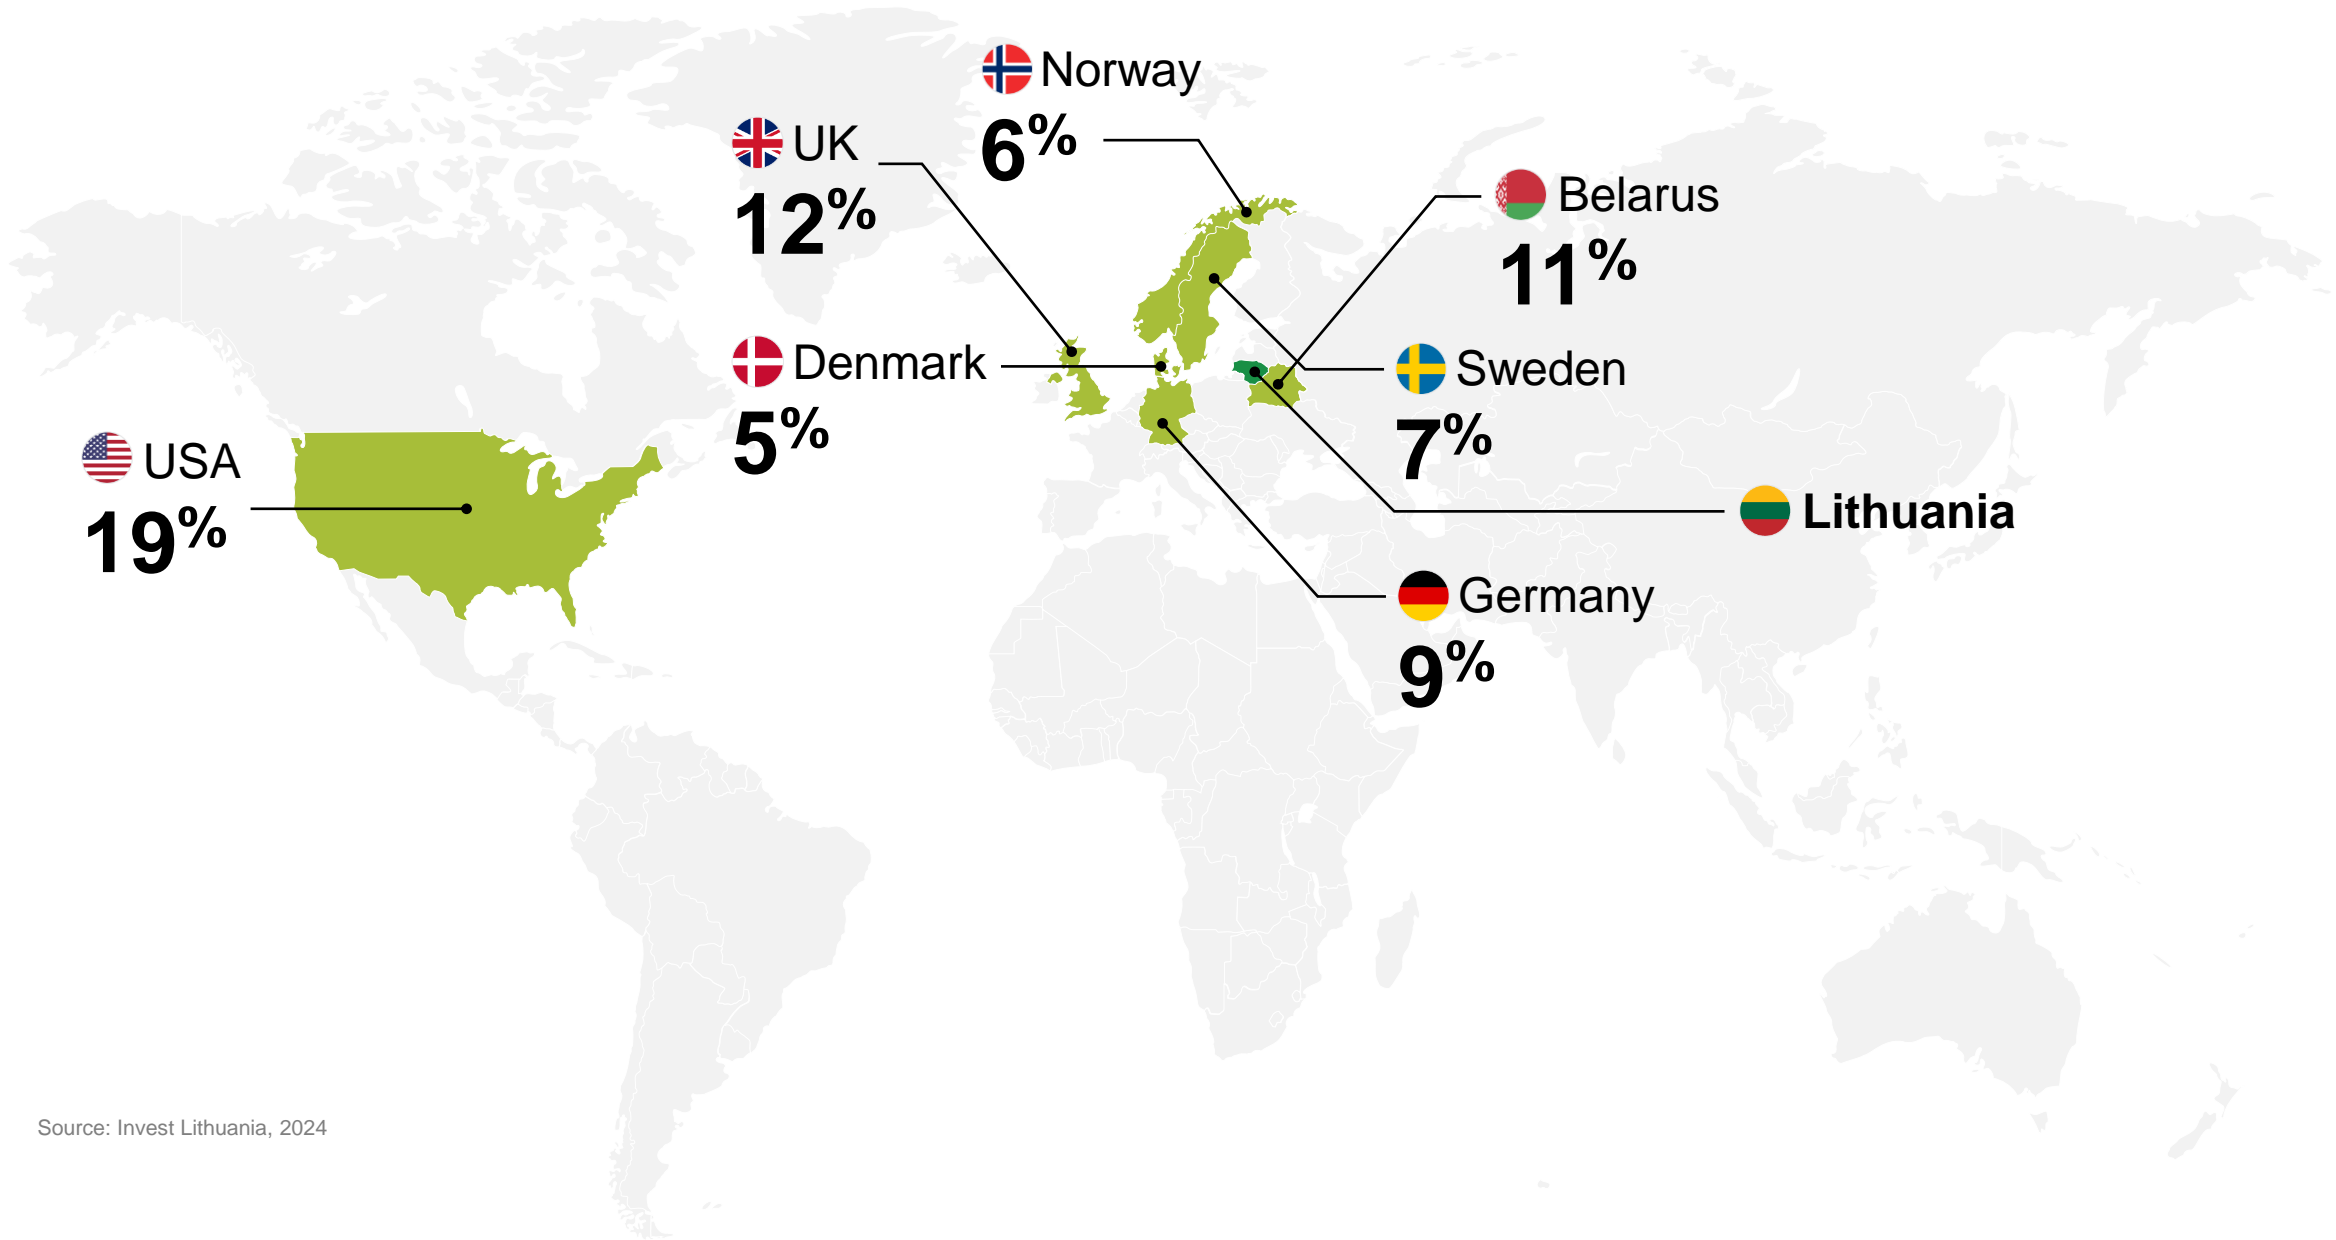 Norway
6%
UK
12%
Belarus
11%
Denmark
5%
Sweden
7%
USA
19%
Lithuania
Germany
9%
Source: Invest Lithuania, 2024